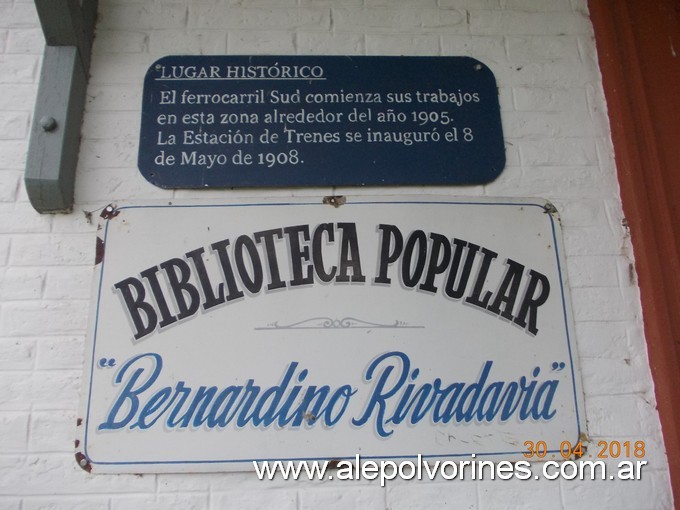 LUGAR HISTÓRICO
El ferrocarril Sud comienza sus trabajos
en esta zona alrededor del año 1905.
La Estación de Trenes se inauguró el 8
de Mayo de 1908.
BIBLIOTECA POPULAR
"Bernardino Rivadavia"
30.04.2018
www.alepolvorines.com.ar